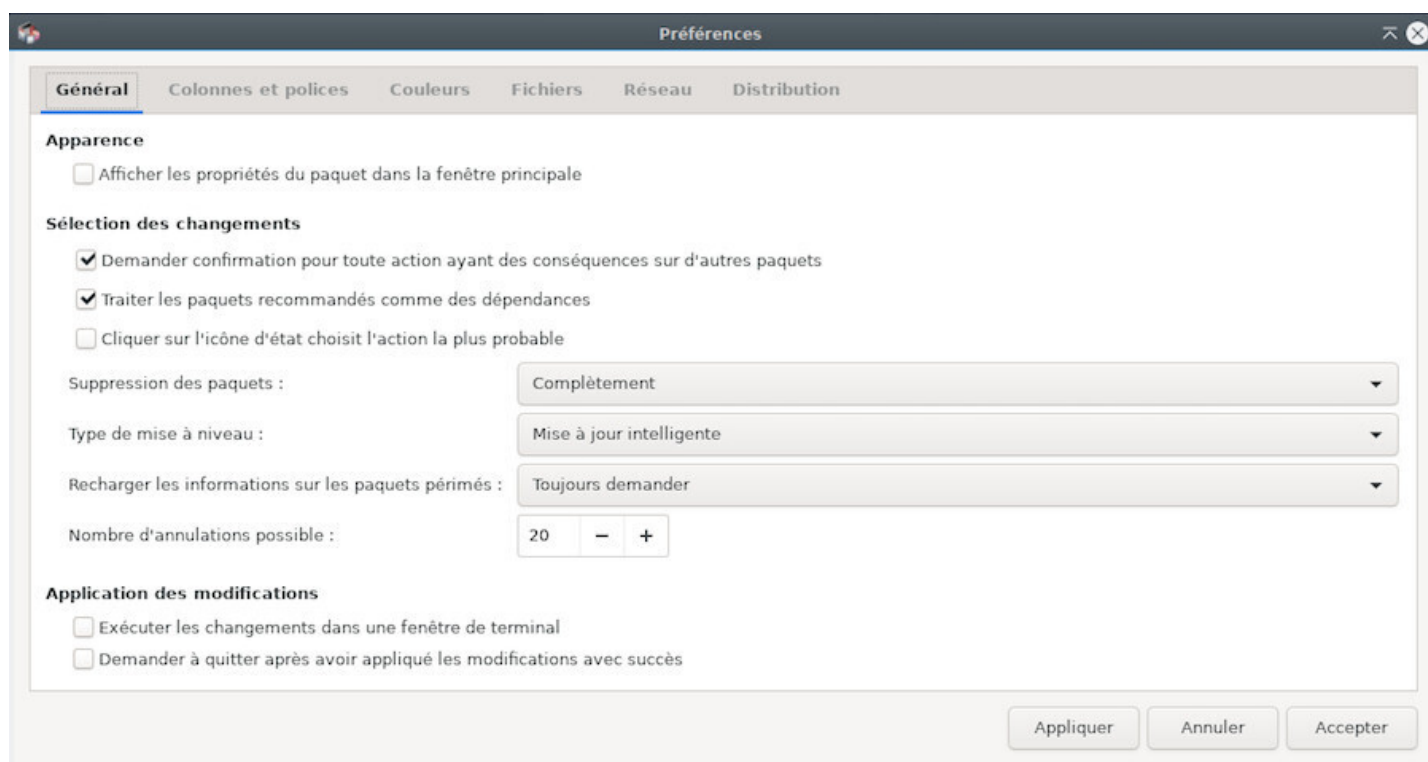 Préférences
Général Colonnes et polices Couleurs Fichiers Réseau Distribution
Apparence
Afficher les propriétés du paquet dans la fenêtre principale
Sélection des changements
Demander confirmation pour toute action ayant des conséquences sur d'autres paquets
Traiter les paquets recommandés comme des dépendances
Cliquer sur l'icône d'état choisit l'action la plus probable
Suppression des paquets : Complètement
Type de mise à niveau : Mise à jour intelligente
Recharger les informations sur les paquets périmés : Toujours demander
Nombre d'annulations possible : 20 − +
Application des modifications
Exécuter les changements dans une fenêtre de terminal
Demander à quitter après avoir appliqué les modifications avec succès
Appliquer Annuler Accepter